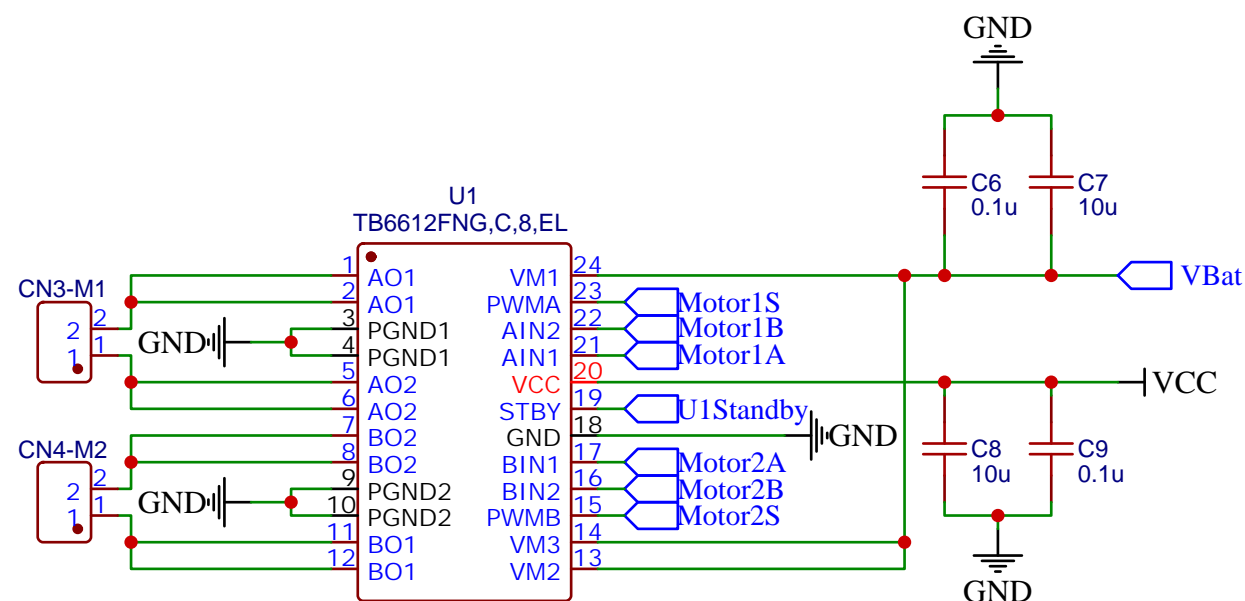 GND
C6
0.1u
C7
10u
U1
TB6612FNG,C,8,EL
CN3-M1
2
1
2
1
GND
1 AO1
2 AO1
3 PGND1
4 PGND1
5 AO2
6 AO2
7 BO2
8 BO2
9 PGND2
10 PGND2
11 BO1
12 BO1
CN4-M2
2
1
2
1
GND
VM1 24
PWMA 23 Motor1S
AIN2 22 Motor1B
AIN1 21 Motor1A
VCC 20
STBY 19 U1Standby
GND 18 GND
BIN1 17 Motor2A
BIN2 16 Motor2B
PWMB 15 Motor2S
VM3 14
VM2 13
VBat
VCC
C8
10u
C9
0.1u
GND